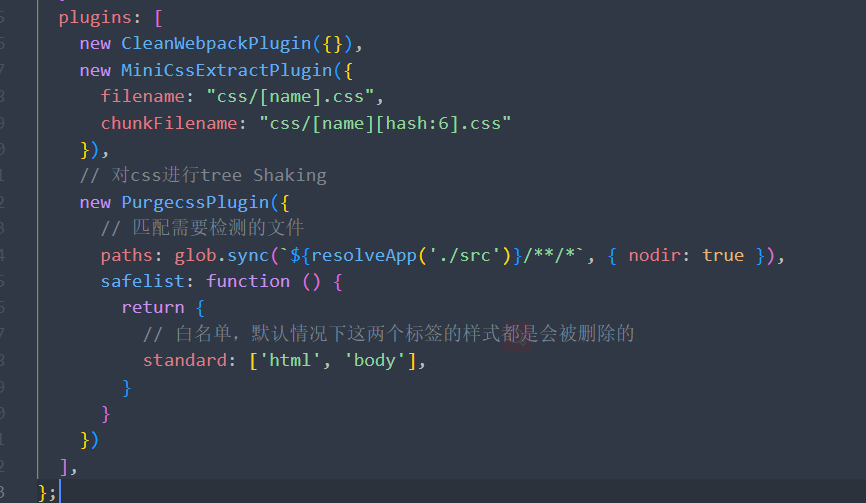 plugins: [
new CleanWebpackPlugin({}),
new MiniCssExtractPlugin({
filename: "css/[name].css",
chunkFilename: "css/[name][hash:6].css"
}),
// 对css进行tree Shaking
new PurgecssPlugin({
// 匹配需要检测的文件
paths: glob.sync(`${resolveApp('./src')}/**/*`, { nodir: true }),
safelist: function () {
return {
// 白名单，默认情况下这两个标签的样式都是会被删除的
standard: ['html', 'body'],
}
}
})
],
};